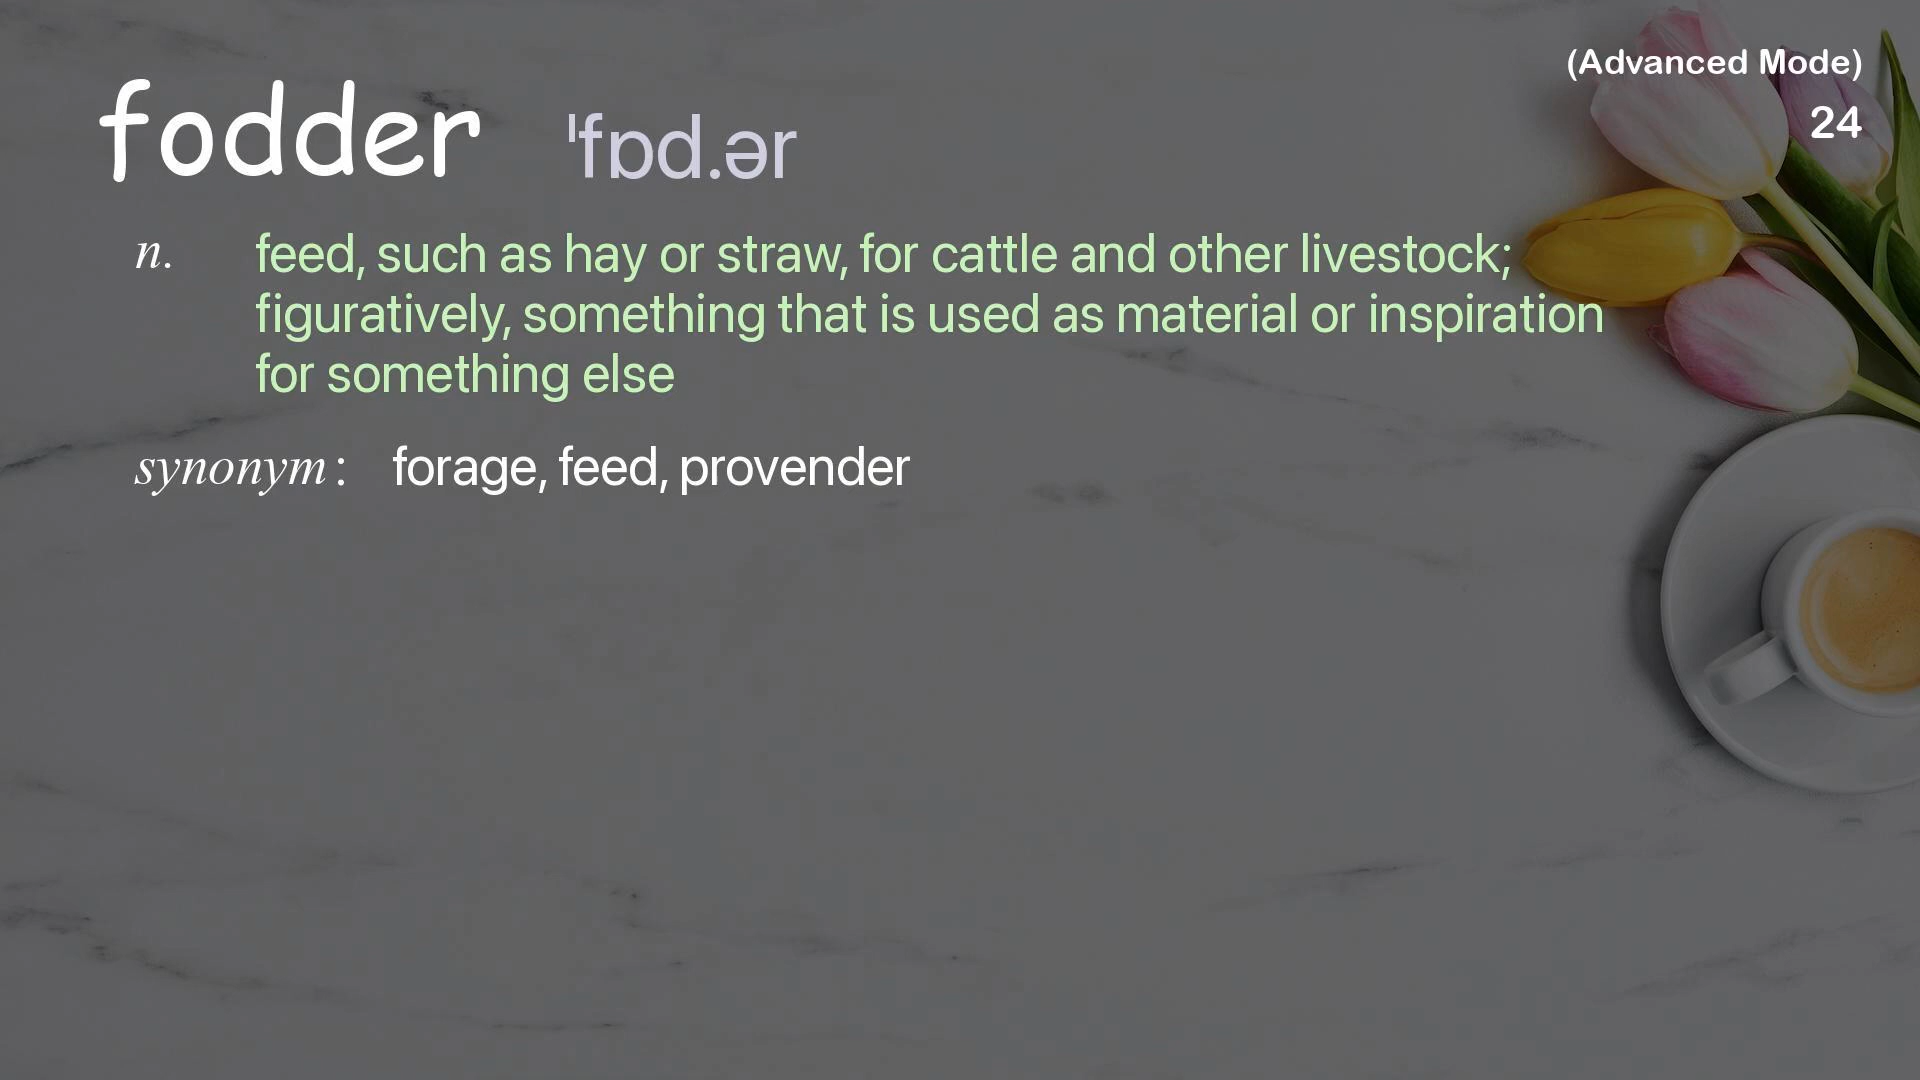 (Advanced Mode)
24
fodder ˈfɒd.ər
n. feed, such as hay or straw, for cattle and other livestock;
figuratively, something that is used as material or inspiration
for something else
synonym: forage, feed, provender